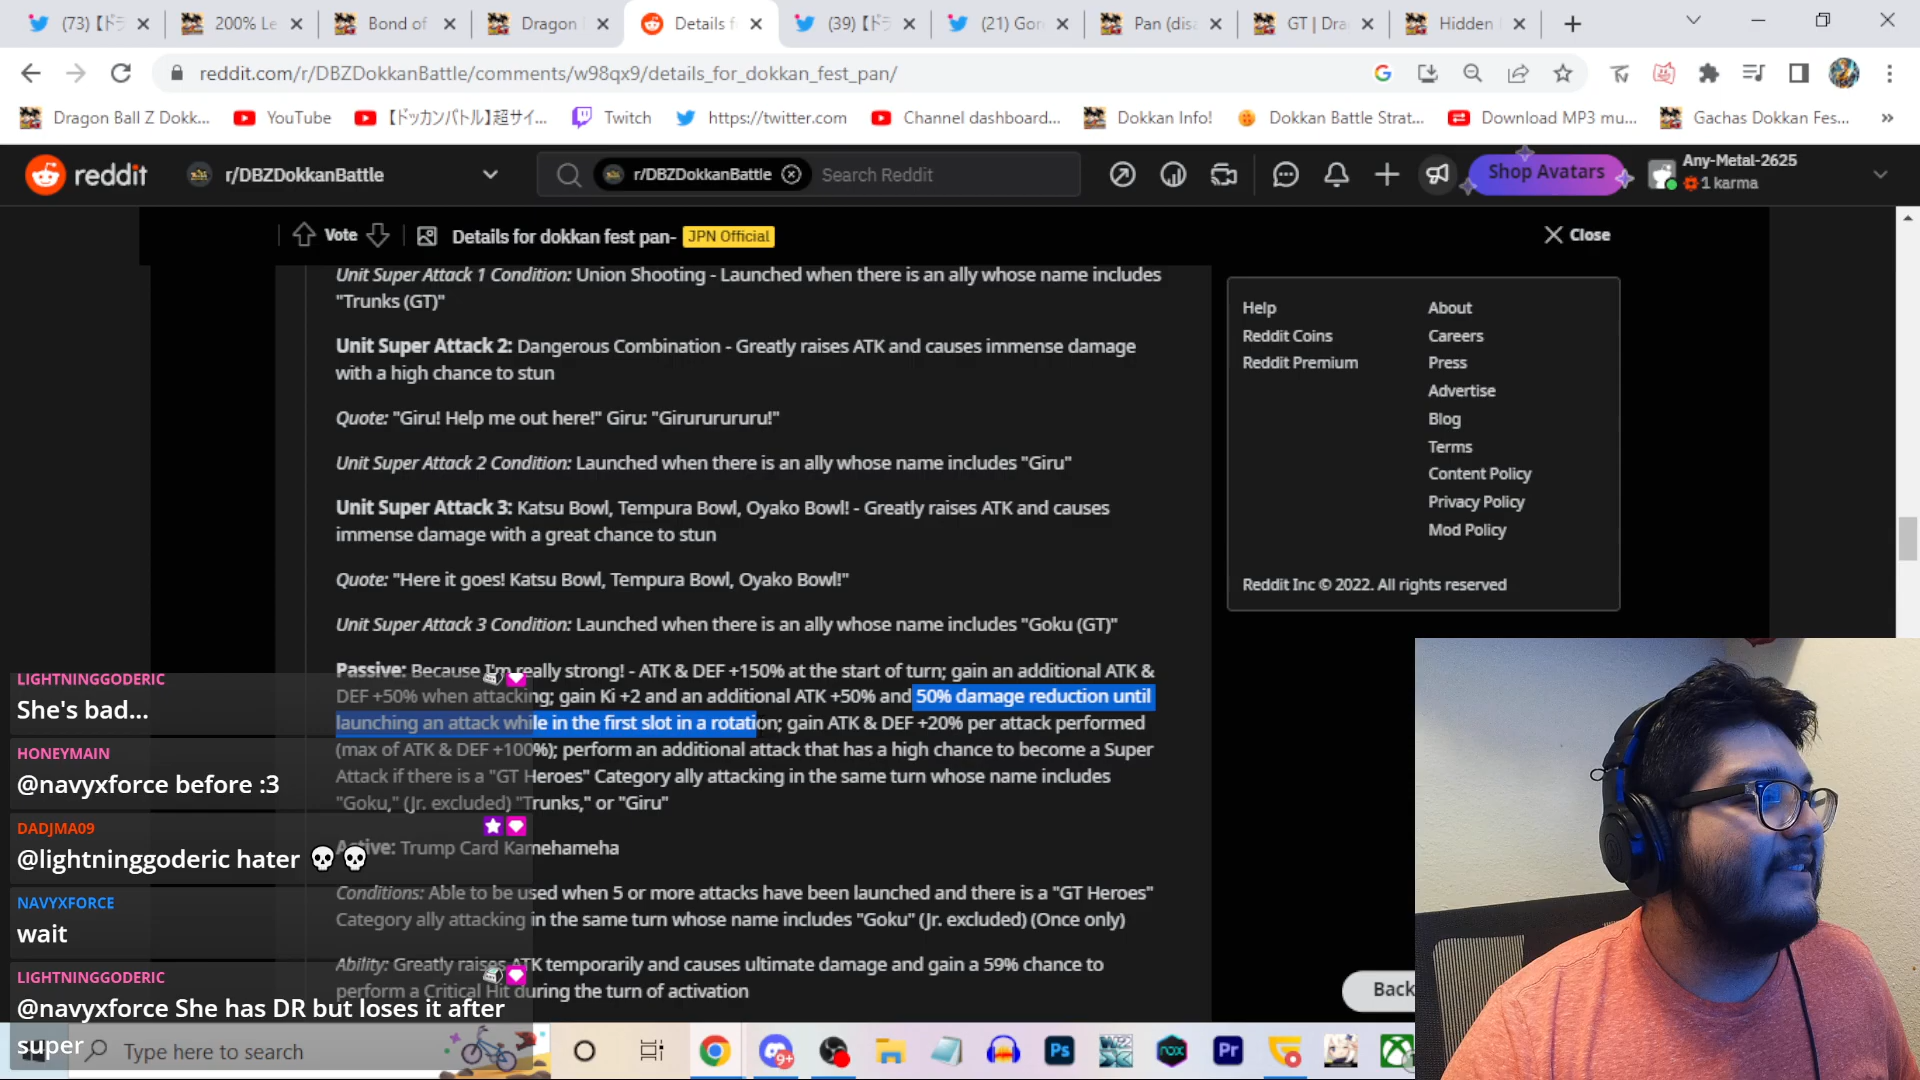 (73)【ドラ
200% Le
Bond of
Dragon
Details f
(39)【ドラ
(21) Gor
Pan (disa
GT | Dra
Hidden
reddit.com/r/DBZDokkanBattle/comments/w98qx9/details_for_dokkan_fest_pan/
Dragon Ball Z Dokk...
YouTube
【ドッカンバトル】超サイ...
Twitch
https://twitter.com
Channel dashboard...
Dokkan Info!
Dokkan Battle Strat...
Download MP3 mu...
Gachas Dokkan Fes...
»
reddit
r/DBZDokkanBattle
r/DBZDokkanBattle
Search Reddit
Shop Avatars
Any-Metal-2625
1 karma
Vote
Details for dokkan fest pan-
JPN Official
Close
Unit Super Attack 1 Condition: Union Shooting - Launched when there is an ally whose name includes
"Trunks (GT)"
Unit Super Attack 2: Dangerous Combination - Greatly raises ATK and causes immense damage
with a high chance to stun
Quote: "Giru! Help me out here!" Giru: "Girururururu!"
Unit Super Attack 2 Condition: Launched when there is an ally whose name includes "Giru"
Unit Super Attack 3: Katsu Bowl, Tempura Bowl, Oyako Bowl! - Greatly raises ATK and causes
immense damage with a great chance to stun
Quote: "Here it goes! Katsu Bowl, Tempura Bowl, Oyako Bowl!"
Unit Super Attack 3 Condition: Launched when there is an ally whose name includes "Goku (GT)"
Passive: Because I'm really strong! - ATK & DEF +150% at the start of turn; gain an additional ATK &
DEF +50% when attacking; gain Ki +2 and an additional ATK +50% and 50% damage reduction until
launching an attack while in the first slot in a rotation; gain ATK & DEF +20% per attack performed
(max of ATK & DEF +100%); perform an additional attack that has a high chance to become a Super
Attack if there is a "GT Heroes" Category ally attacking in the same turn whose name includes
"Goku," (Jr. excluded) "Trunks," or "Giru"
Active: Trump Card Kamehameha
Conditions: Able to be used when 5 or more attacks have been launched and there is a "GT Heroes"
Category ally attacking in the same turn whose name includes "Goku" (Jr. excluded) (Once only)
Ability: Greatly raises ATK temporarily and causes ultimate damage and gain a 59% chance to
perform a Critical Hit during the turn of activation
Help
About
Reddit Coins
Careers
Reddit Premium
Press
Advertise
Blog
Terms
Content Policy
Privacy Policy
Mod Policy
Reddit Inc © 2022. All rights reserved
Back
LIGHTNINGGODERIC
She's bad...
HONEYMAIN
@navyxforce before :3
DADJMA09
@lightninggoderic hater 💀💀
NAVYXFORCE
wait
LIGHTNINGGODERIC
@navyxforce She has DR but loses it after
super
Type here to search
9+
Ps
nox
Pr